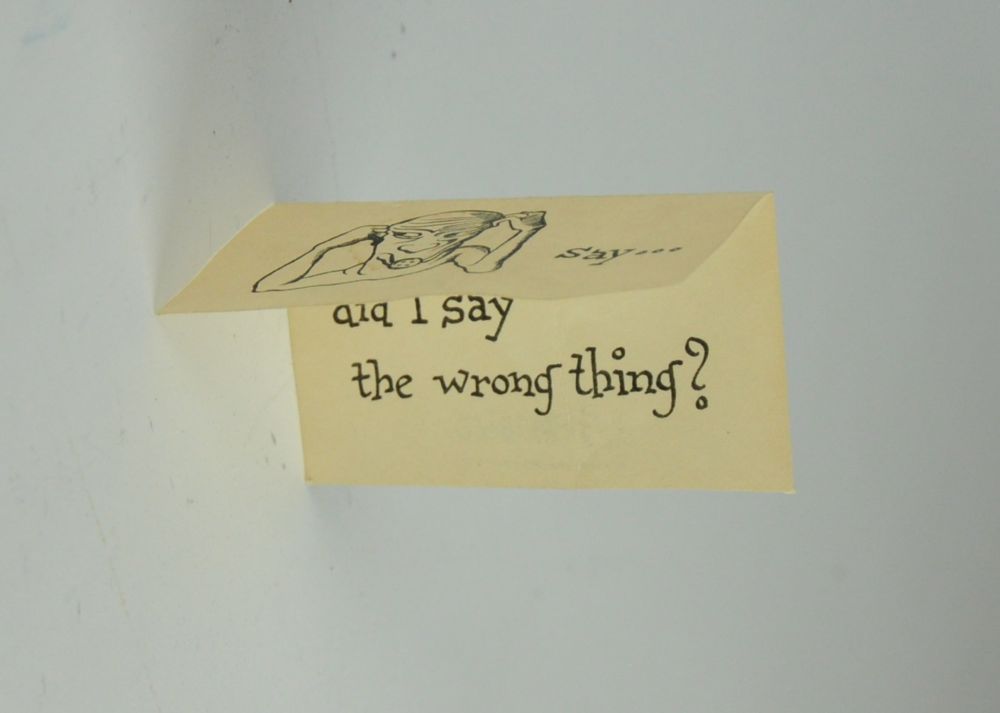 say...
did I say
the wrong thing?